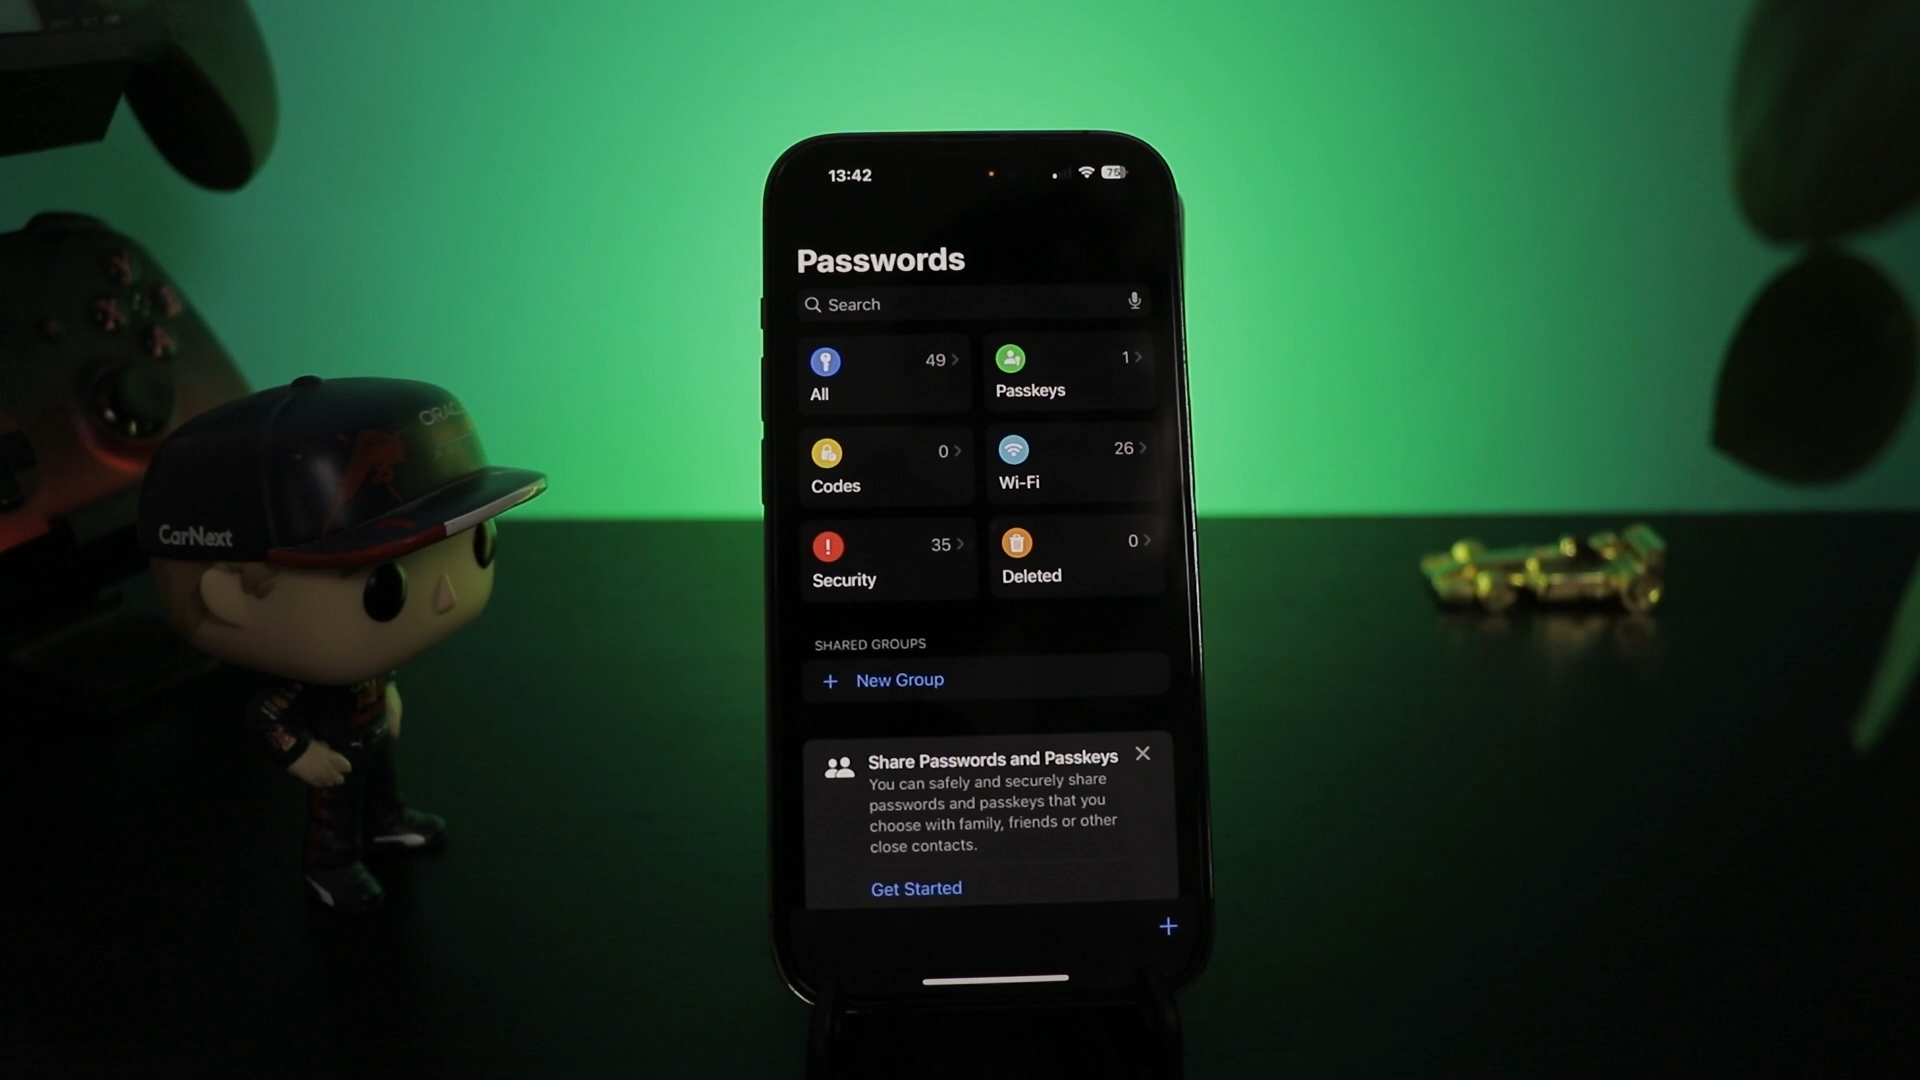 13:42
75
Passwords
Search
49
All
1
Passkeys
0
Codes
26
Wi-Fi
35
Security
0
Deleted
SHARED GROUPS
+ New Group
Share Passwords and Passkeys
You can safely and securely share
passwords and passkeys that you
choose with family, friends or other
close contacts.
Get Started
CarNext